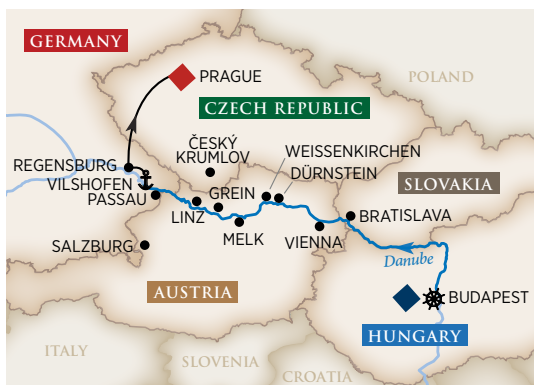 GERMANY
PRAGUE
POLAND
CZECH REPUBLIC
ČESKÝ
KRUMLOV
WEISSENKIRCHEN
DÜRNSTEIN
REGENSBURG
VILSHOFEN
PASSAU
GREIN
SLOVAKIA
LINZ
BRATISLAVA
MELK
VIENNA
SALZBURG
Danube
AUSTRIA
BUDAPEST
HUNGARY
ITALY
SLOVENIA
CROATIA